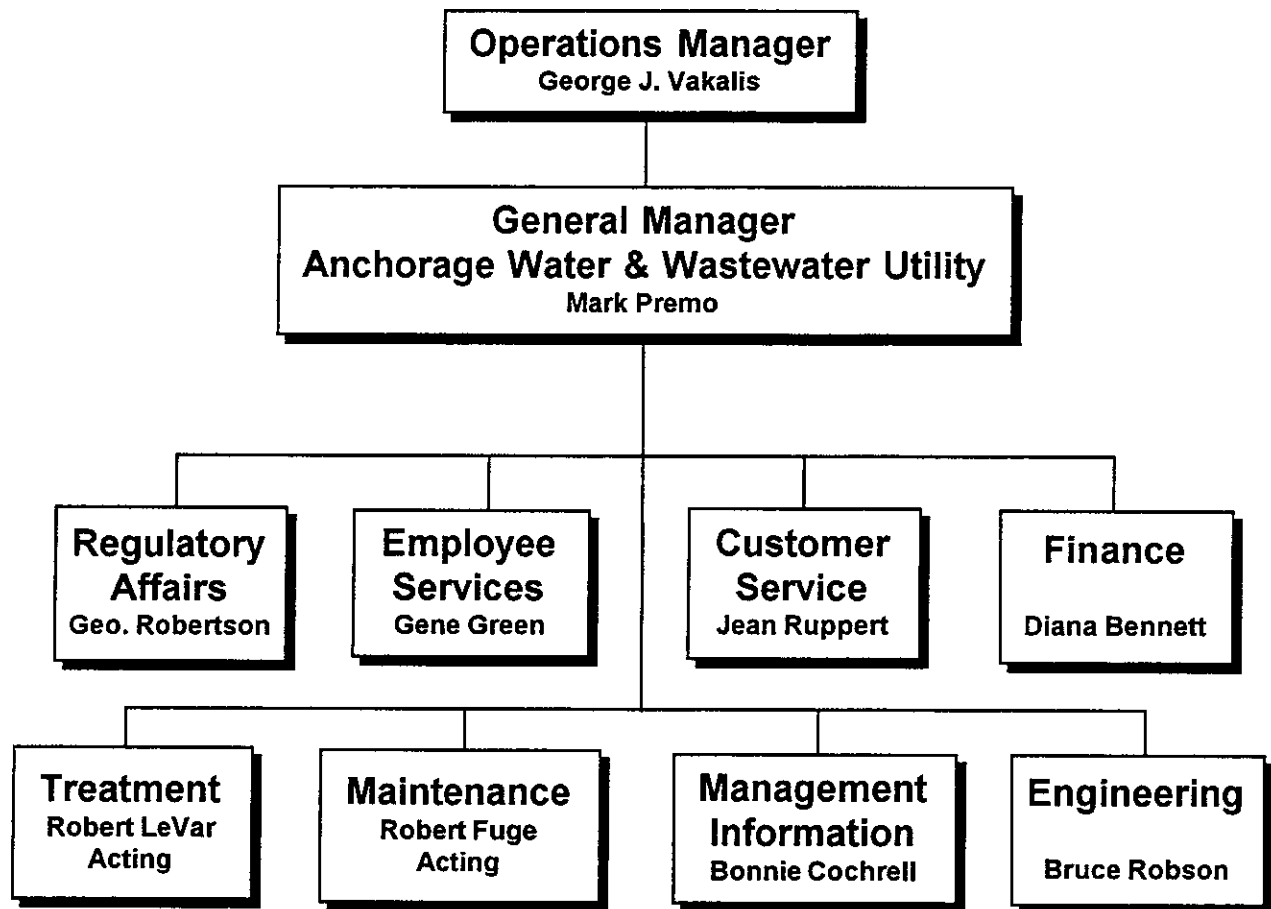 Operations Manager
George J. Vakalis
General Manager
Anchorage Water & Wastewater Utility
Mark Premo
Regulatory
Affairs
Geo. Robertson
Employee
Services
Gene Green
Customer
Service
Jean Ruppert
Finance
Diana Bennett
Treatment
Robert LeVar
Acting
Maintenance
Robert Fuge
Acting
Management
Information
Bonnie Cochrell
Engineering
Bruce Robson